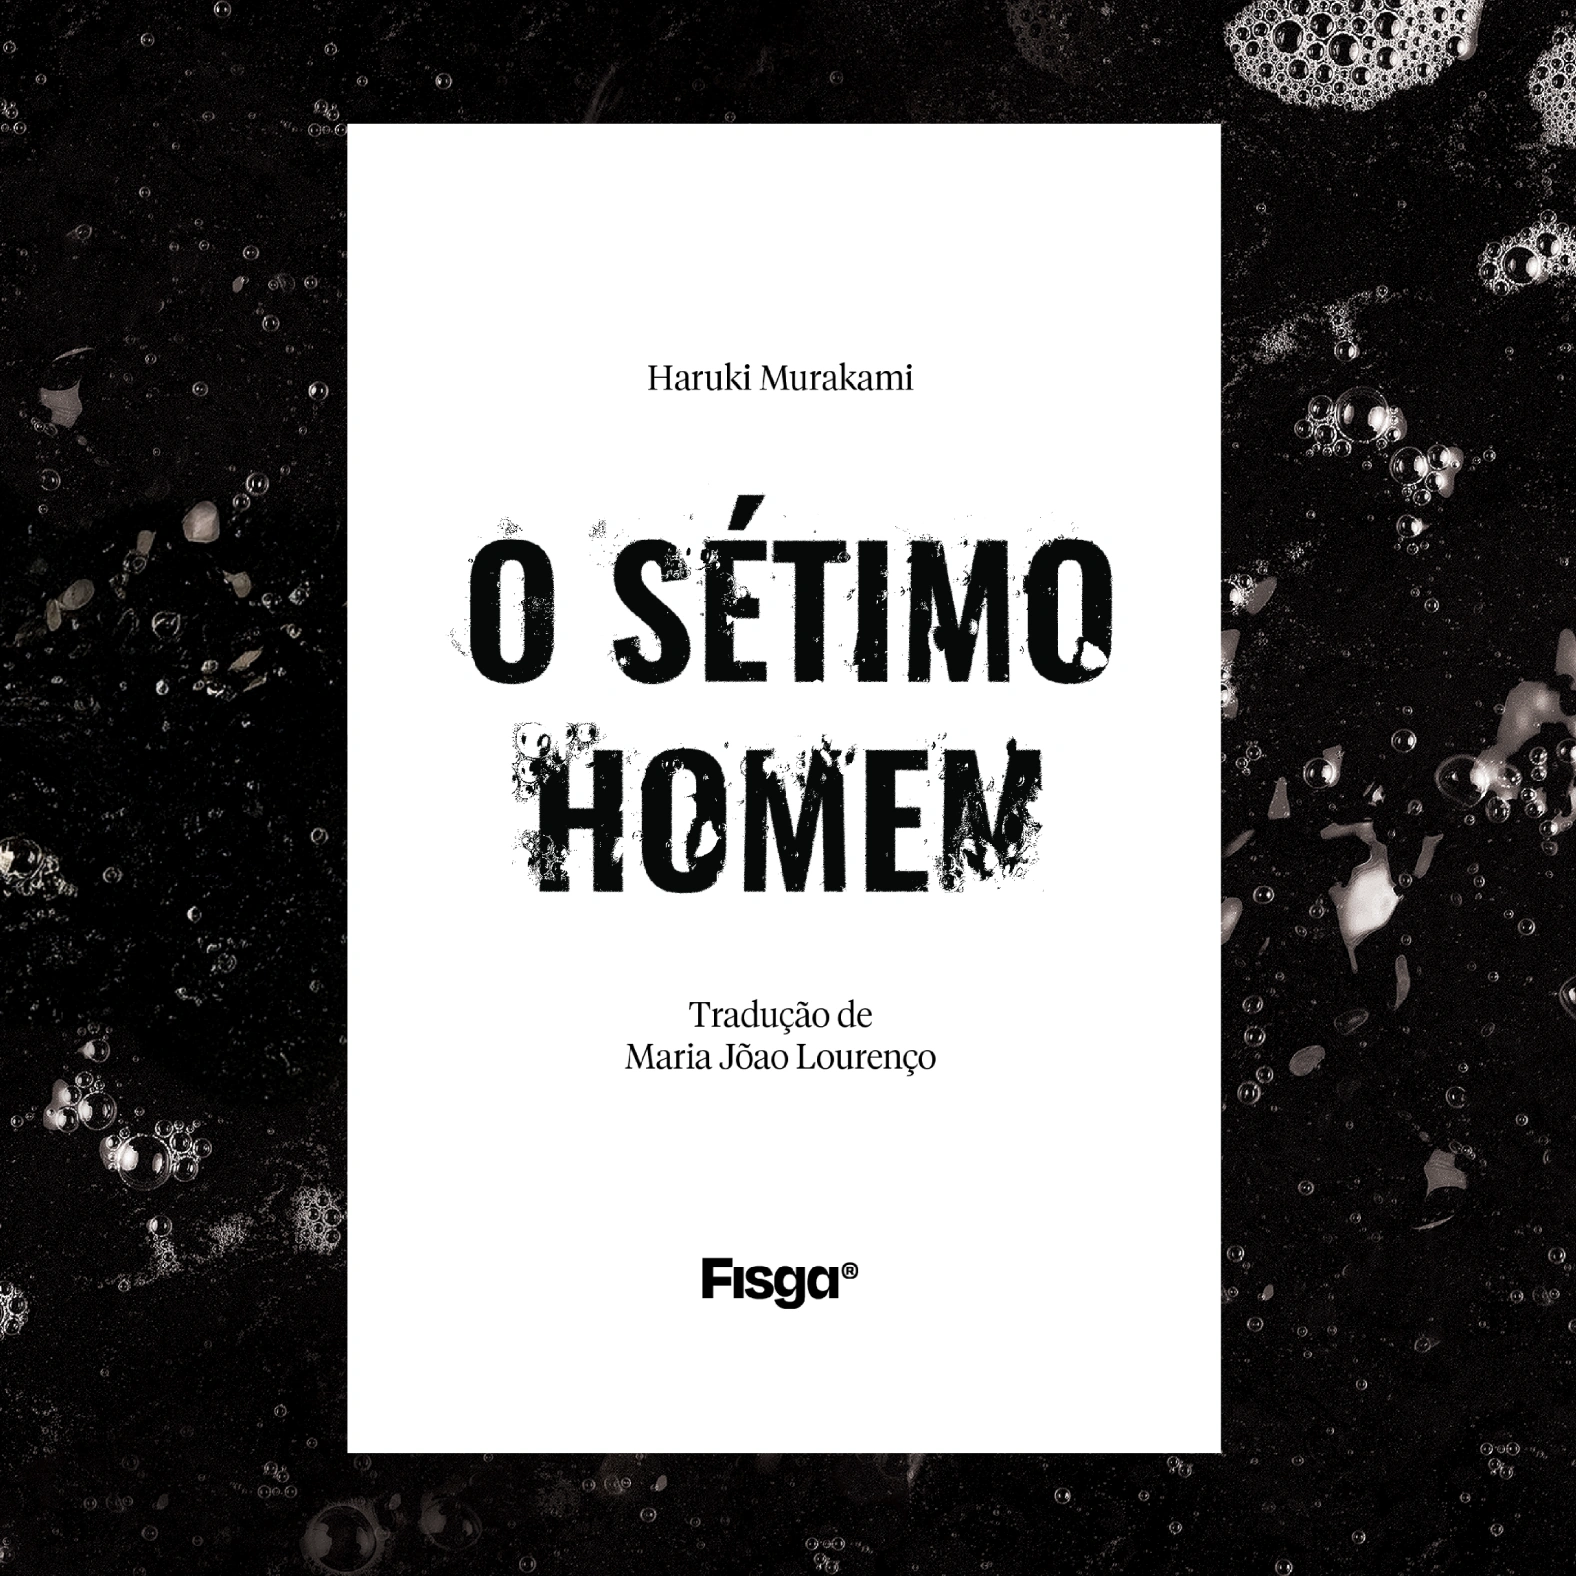 Haruki Murakami
O SÉTIMO
HOMEM
Tradução de
Maria Jõao Lourenço
Fisga®